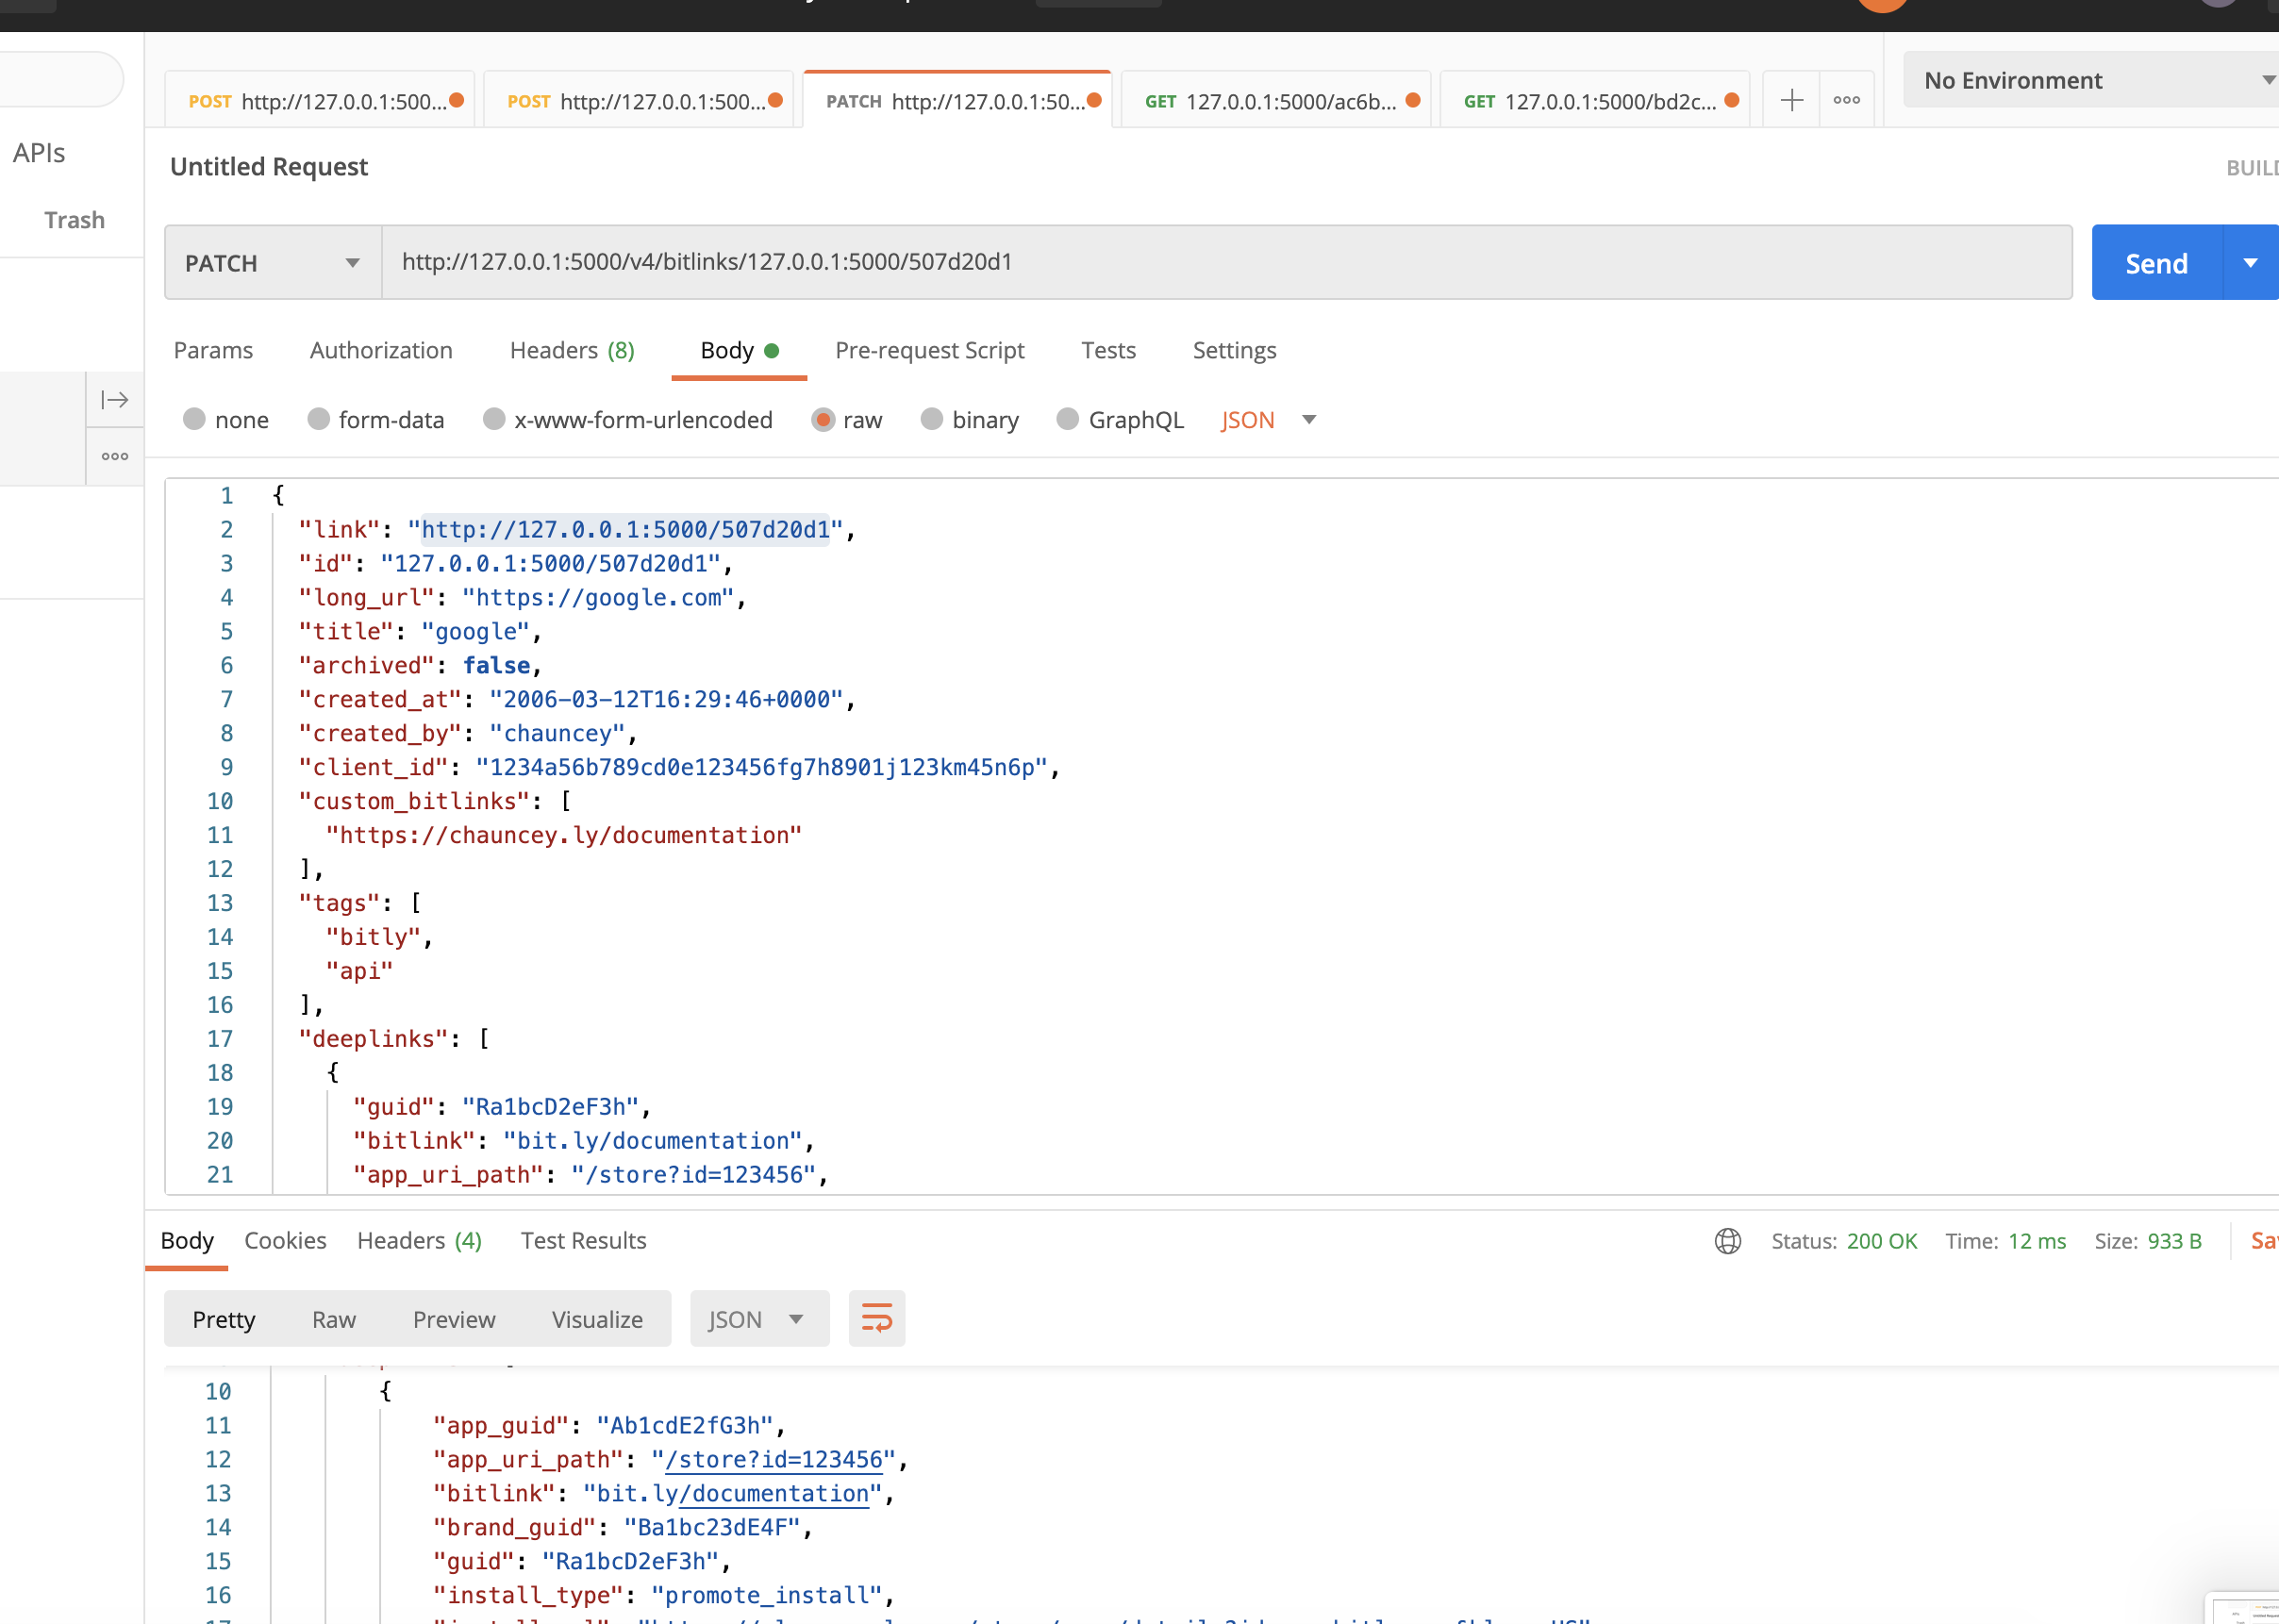 POST http://127.0.0.1:500...
POST http://127.0.0.1:500...
PATCH http://127.0.0.1:50...
GET 127.0.0.1:5000/ac6b...
GET 127.0.0.1:5000/bd2c...
No Environment
APIs
Trash
Untitled Request
BUILD
PATCH http://127.0.0.1:5000/v4/bitlinks/127.0.0.1:5000/507d20d1 Send
Params Authorization Headers (8) Body Pre-request Script Tests Settings
none form-data x-www-form-urlencoded raw binary GraphQL JSON
1 {
2 "link": "http://127.0.0.1:5000/507d20d1",
3 "id": "127.0.0.1:5000/507d20d1",
4 "long_url": "https://google.com",
5 "title": "google",
6 "archived": false,
7 "created_at": "2006-03-12T16:29:46+0000",
8 "created_by": "chauncey",
9 "client_id": "1234a56b789cd0e123456fg7h8901j123km45n6p",
10 "custom_bitlinks": [
11 "https://chauncey.ly/documentation"
12 ],
13 "tags": [
14 "bitly",
15 "api"
16 ],
17 "deeplinks": [
18 {
19 "guid": "Ra1bcD2eF3h",
20 "bitlink": "bit.ly/documentation",
21 "app_uri_path": "/store?id=123456",
Body Cookies Headers (4) Test Results Status: 200 OK Time: 12 ms Size: 933 B Sav
Pretty Raw Preview Visualize JSON
10 {
11 "app_guid": "Ab1cdE2fG3h",
12 "app_uri_path": "/store?id=123456",
13 "bitlink": "bit.ly/documentation",
14 "brand_guid": "Ba1bc23dE4F",
15 "guid": "Ra1bcD2eF3h",
16 "install_type": "promote_install",